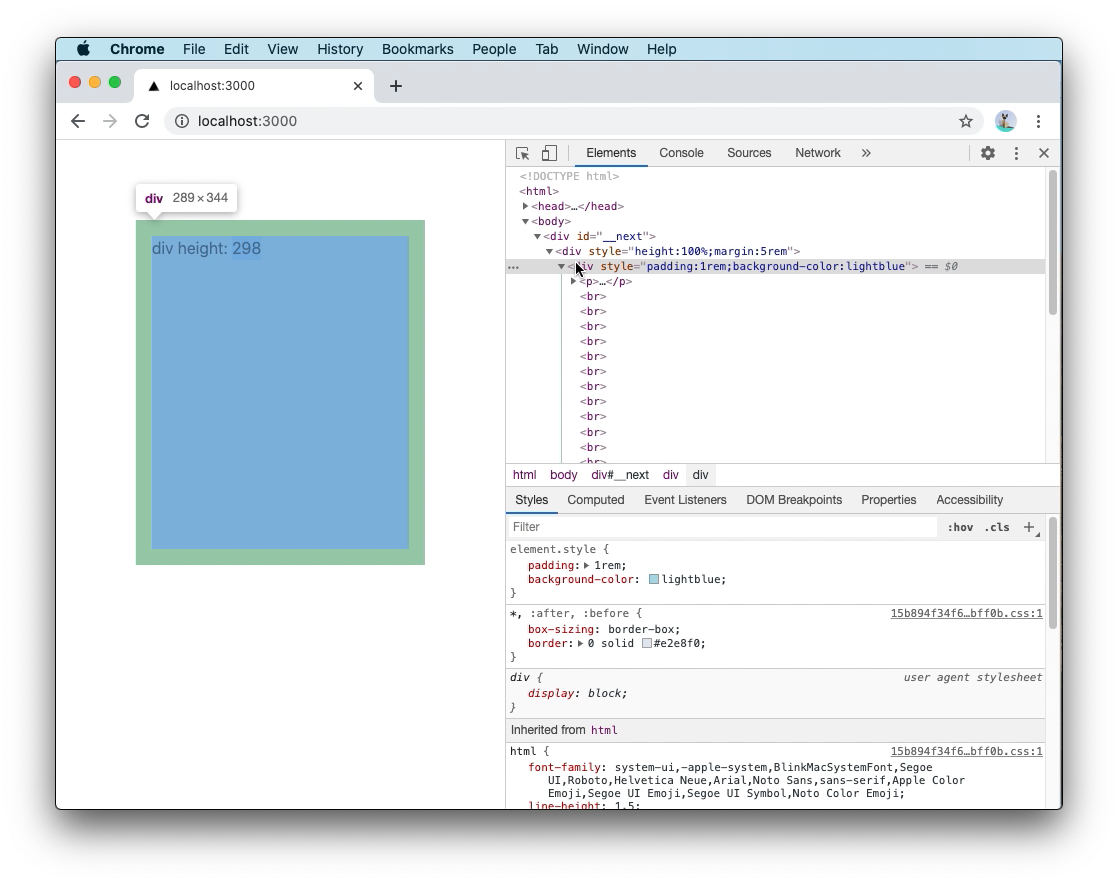 Chrome File Edit View History Bookmarks People Tab Window Help
localhost:3000
localhost:3000
Elements Console Sources Network »
div 289 × 344
div height: 298
<!DOCTYPE html>
<html>
<head>…</head>
<body>
<div id="__next">
<div style="height:100%;margin:5rem">
… <div style="padding:1rem;background-color:lightblue"> == $0
<p>…</p>
<br>
<br>
<br>
<br>
<br>
<br>
<br>
<br>
<br>
<br>
<br>
<br>
html body div#__next div div
Styles Computed Event Listeners DOM Breakpoints Properties Accessibility
Filter :hov .cls +
element.style {
padding: 1rem;
background-color: lightblue;
}
*, :after, :before { 15b894f34f6…bff0b.css:1
box-sizing: border-box;
border: 0 solid #e2e8f0;
}
div { user agent stylesheet
display: block;
}
Inherited from html
html { 15b894f34f6…bff0b.css:1
font-family: system-ui,-apple-system,BlinkMacSystemFont,Segoe
UI,Roboto,Helvetica Neue,Arial,Noto Sans,sans-serif,Apple Color
Emoji,Segoe UI Emoji,Segoe UI Symbol,Noto Color Emoji;
line-height: 1.5;